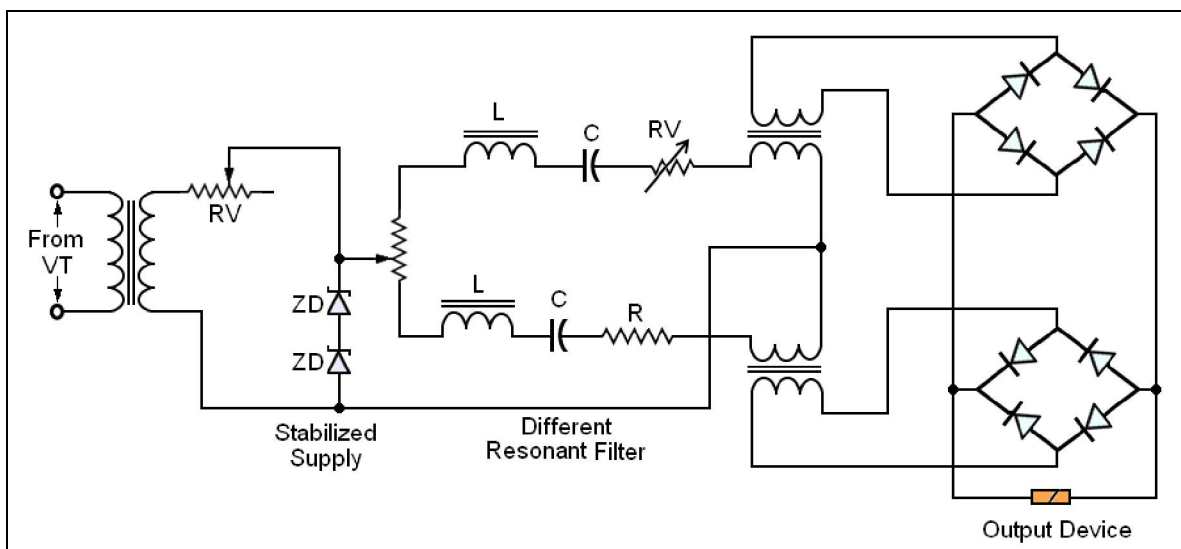 L
C
RV
RV
From
VT
ZD
L
C
R
ZD
Stabilized
Supply
Different
Resonant Filter
Output Device